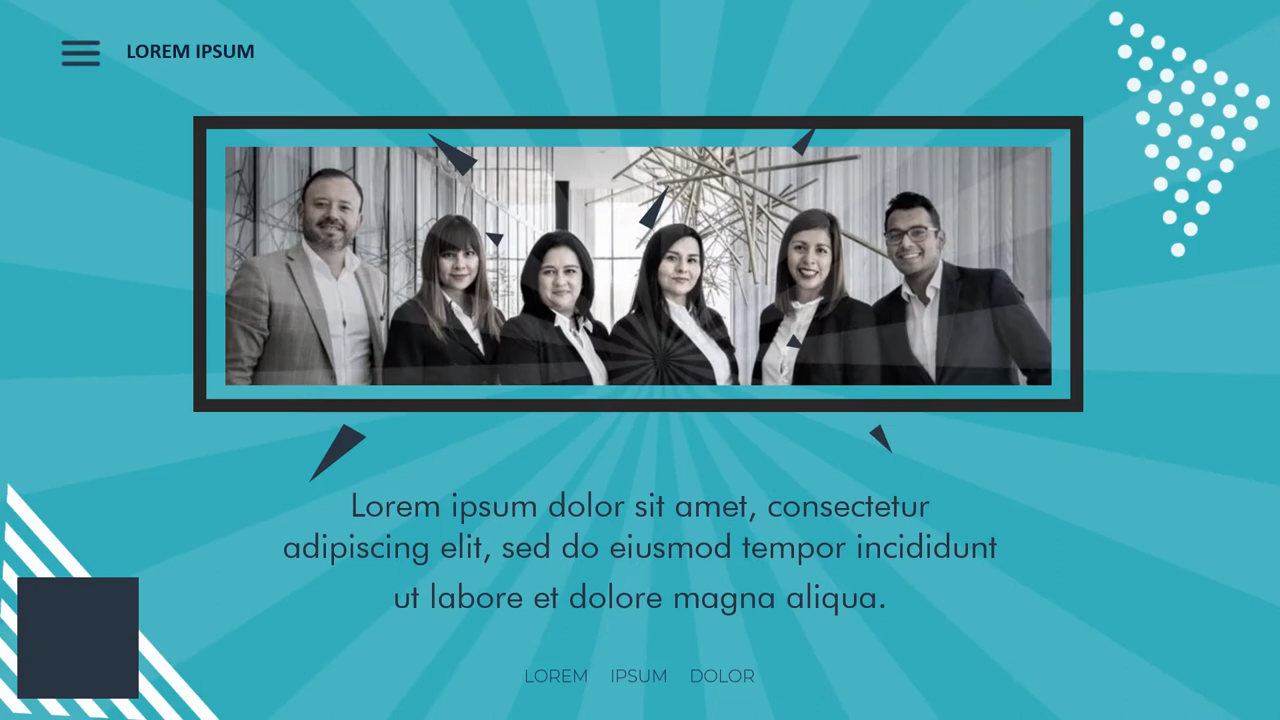 LOREM IPSUM
Lorem ipsum dolor sit amet, consectetur
adipiscing elit, sed do eiusmod tempor incididunt
ut labore et dolore magna aliqua.
LOREM IPSUM DOLOR